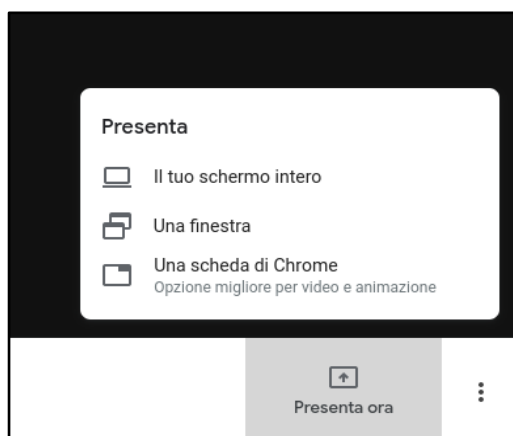 Presenta
Il tuo schermo intero
Una finestra
Una scheda di Chrome
Opzione migliore per video e animazione
Presenta ora